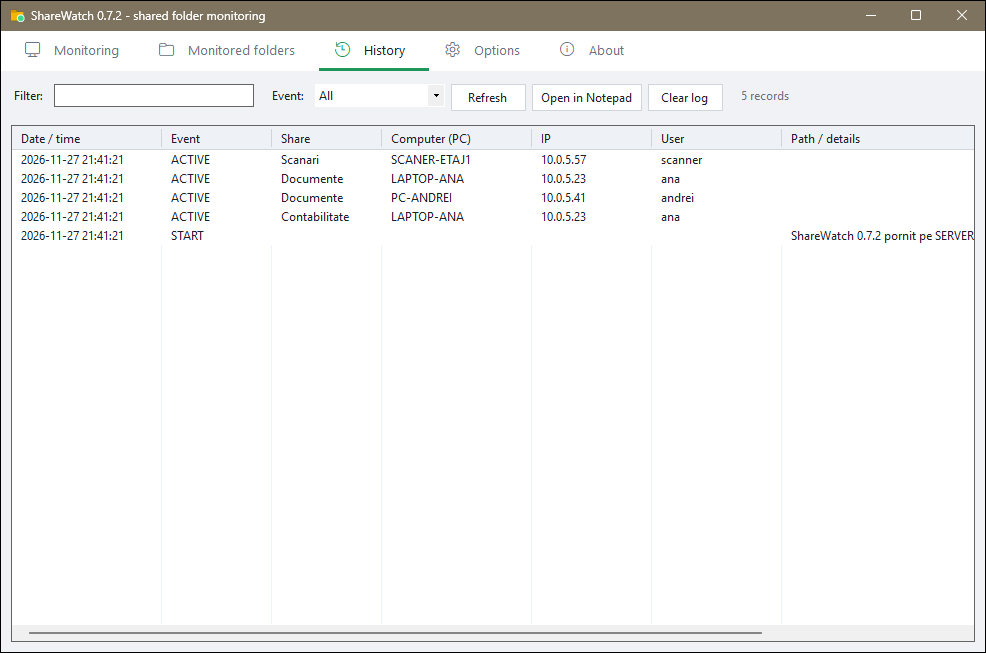 ShareWatch 0.7.2 - shared folder monitoring
Monitoring Monitored folders History Options About
Filter: Event: All Refresh Open in Notepad Clear log 5 records
Date / time Event Share Computer (PC) IP User Path / details
2026-11-27 21:41:21 ACTIVE Scanari SCANER-ETAJ1 10.0.5.57 scanner
2026-11-27 21:41:21 ACTIVE Documente LAPTOP-ANA 10.0.5.23 ana
2026-11-27 21:41:21 ACTIVE Documente PC-ANDREI 10.0.5.41 andrei
2026-11-27 21:41:21 ACTIVE Contabilitate LAPTOP-ANA 10.0.5.23 ana
2026-11-27 21:41:21 START ShareWatch 0.7.2 pornit pe SERVER